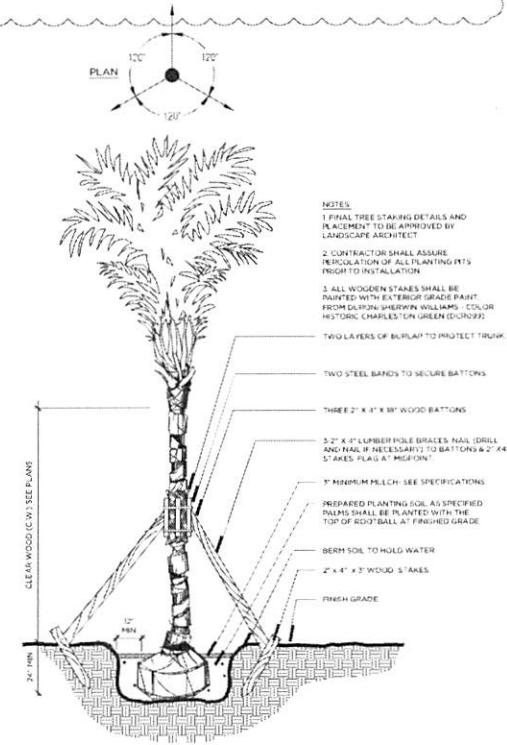 120°
120°
PLAN
120°
NOTES
1. FINAL TREE STAKING DETAILS AND
PLACEMENT TO BE APPROVED BY
LANDSCAPE ARCHITECT
2. CONTRACTOR SHALL ASSURE
PERCOLATION OF ALL PLANTING PITS
PRIOR TO INSTALLATION
3. ALL WOODEN STAKES SHALL BE
PAINTED WITH EXTERIOR GRADE PAINT
FROM DURON/SHERWIN WILLIAMS - COLOR
HISTORIC CHARLESTON GREEN (DCR099)
TWO LAYERS OF BURLAP TO PROTECT TRUNK
TWO STEEL BANDS TO SECURE BATTONS
THREE 2" X 4" X 18" WOOD BATTONS
3-2" X 4" LUMBER POLE BRACES. NAIL (DRILL
AND NAIL IF NECESSARY) TO BATTONS & 2" X4"
STAKES. FLAG AT MIDPOINT.
3" MINIMUM MULCH- SEE SPECIFICATIONS
PREPARED PLANTING SOIL AS SPECIFIED
PALMS SHALL BE PLANTED WITH THE
TOP OF ROOTBALL AT FINISHED GRADE
BERM SOIL TO HOLD WATER
2" x 4" x 3' WOOD STAKES
FINISH GRADE
CLEAR WOOD (C.W.) SEE PLANS
12"
MIN
24" MIN